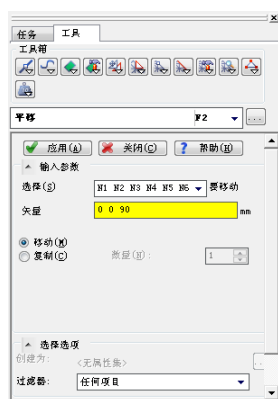 任务 工具
工具箱
平移 F2 ...
应用(A) 关闭(C) ? 帮助(H)
输入参数
选择(S) N1 N2 N3 N4 N5 N6 要移动
矢量 0 0 90 mm
移动(M)
复制(C) 数量(N): 1
选择选项
创建为: <无属性集> ..
过滤器: 任何项目